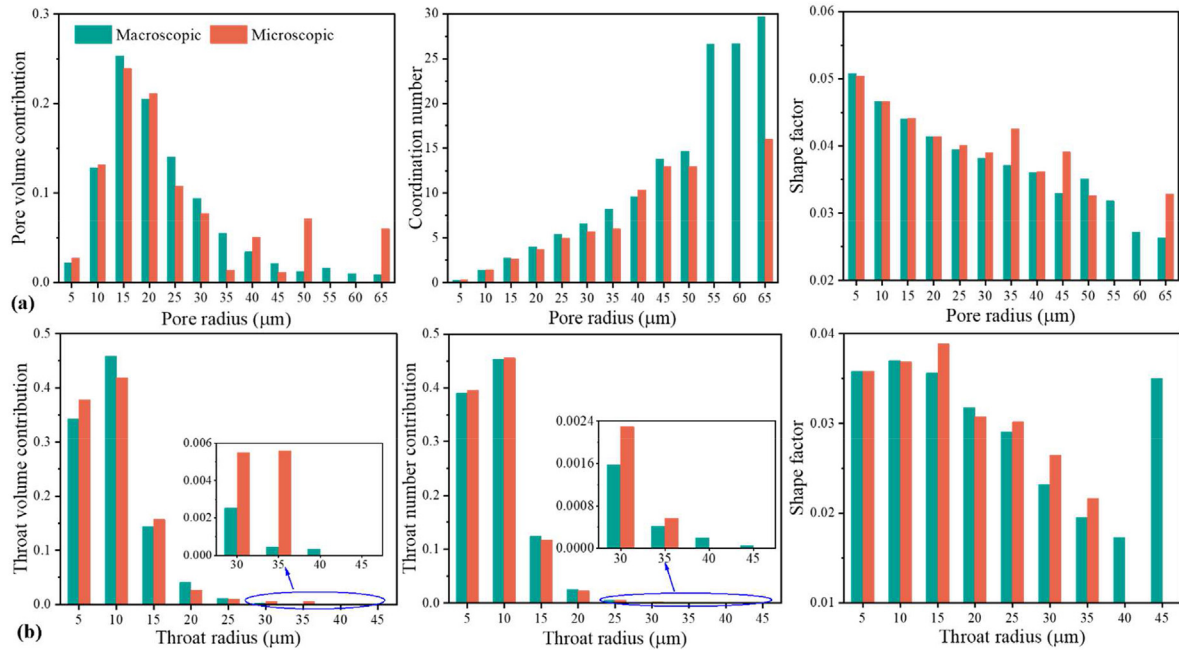 Macroscopic Microscopic
Pore volume contribution
0.3
0.2
0.1
0.0
5 10 15 20 25 30 35 40 45 50 55 60 65
Pore radius (μm)
(a)
Coordination number
30
25
20
15
10
5
0
5 10 15 20 25 30 35 40 45 50 55 60 65
Pore radius (μm)
Shape factor
0.06
0.05
0.04
0.03
0.02
5 10 15 20 25 30 35 40 45 50 55 60 65
Pore radius (μm)
Throat volume contribution
0.5
0.4
0.3
0.2
0.1
0.0
0.006
0.004
0.002
0.000
30 35 40 45
5 10 15 20 25 30 35 40 45
Throat radius (μm)
(b)
Throat number contribution
0.5
0.4
0.3
0.2
0.1
0.0
0.0024
0.0016
0.0008
0.0000
30 35 40 45
5 10 15 20 25 30 35 40 45
Throat radius (μm)
Shape factor
0.04
0.03
0.02
0.01
5 10 15 20 25 30 35 40 45
Throat radius (μm)